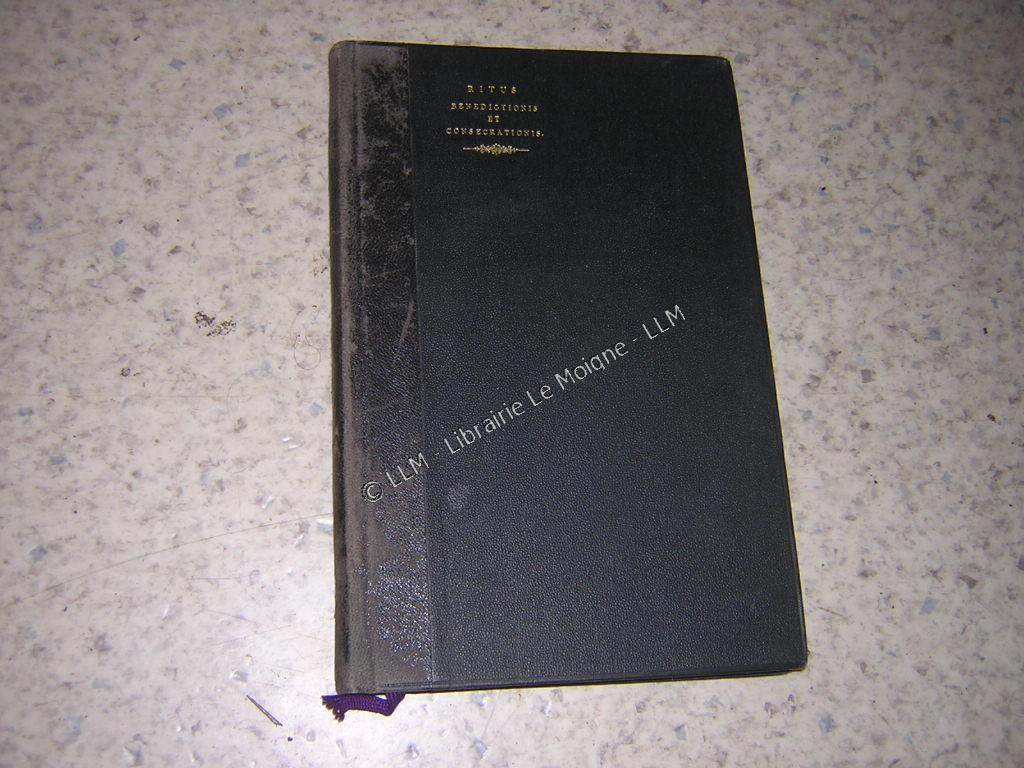 RITUS
BENEDICTIONIS
ET
CONSECRATIONIS.
© LLM - Librairie Le Moigne - LLM